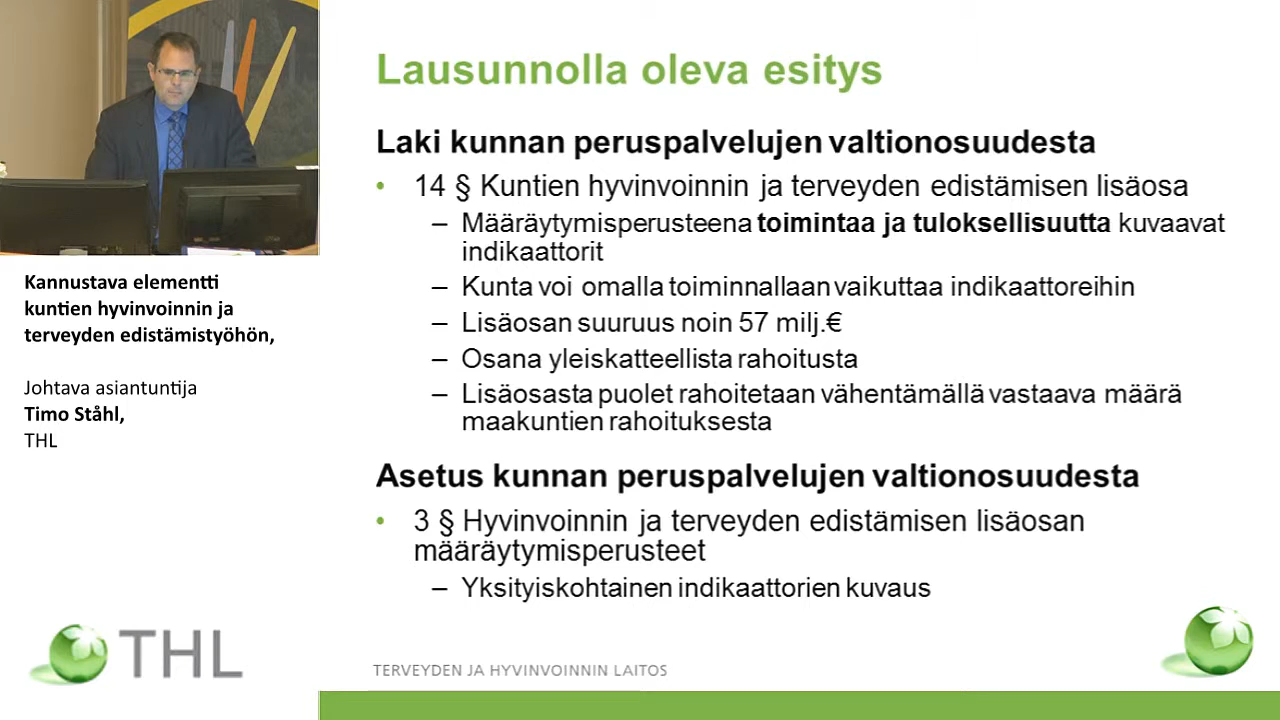 Lausunnolla oleva esitys
Laki kunnan peruspalvelujen valtionosuudesta
• 14 § Kuntien hyvinvoinnin ja terveyden edistämisen lisäosa
– Määräytymisperusteena toimintaa ja tuloksellisuutta kuvaavat
indikaattorit
– Kunta voi omalla toiminnallaan vaikuttaa indikaattoreihin
– Lisäosan suuruus noin 57 milj.€
– Osana yleiskatteellista rahoitusta
– Lisäosasta puolet rahoitetaan vähentämällä vastaava määrä
maakuntien rahoituksesta
Asetus kunnan peruspalvelujen valtionosuudesta
• 3 § Hyvinvoinnin ja terveyden edistämisen lisäosan
määräytymisperusteet
– Yksityiskohtainen indikaattorien kuvaus
Kannustava elementti
kuntien hyvinvoinnin ja
terveyden edistämistyöhön,
Johtava asiantuntija
Timo Ståhl,
THL
THL
TERVEYDEN JA HYVINVOINNIN LAITOS